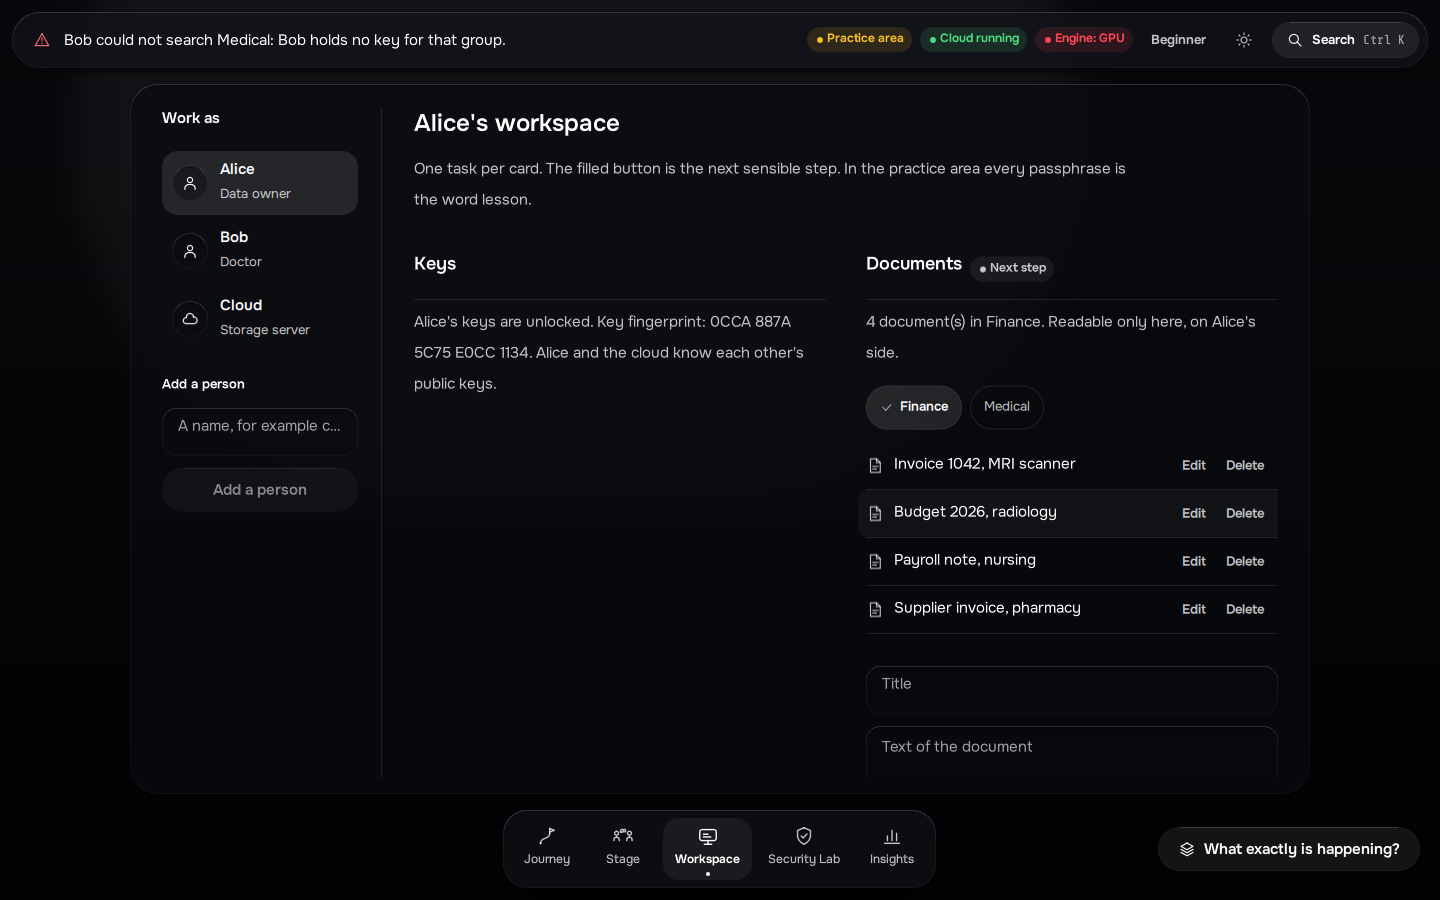 Bob could not search Medical: Bob holds no key for that group.
Practice area
Cloud running
Engine: GPU
Beginner
Search Ctrl K
Work as
Alice
Data owner
Bob
Doctor
Cloud
Storage server
Add a person
A name, for example c...
Add a person
Alice's workspace
One task per card. The filled button is the next sensible step. In the practice area every passphrase is
the word lesson.
Keys
Alice's keys are unlocked. Key fingerprint: 0CCA 887A
5C75 E0CC 1134. Alice and the cloud know each other's
public keys.
Documents
Next step
4 document(s) in Finance. Readable only here, on Alice's
side.
Finance
Medical
Invoice 1042, MRI scanner Edit Delete
Budget 2026, radiology Edit Delete
Payroll note, nursing Edit Delete
Supplier invoice, pharmacy Edit Delete
Title
Text of the document
Journey
Stage
Workspace
Security Lab
Insights
What exactly is happening?